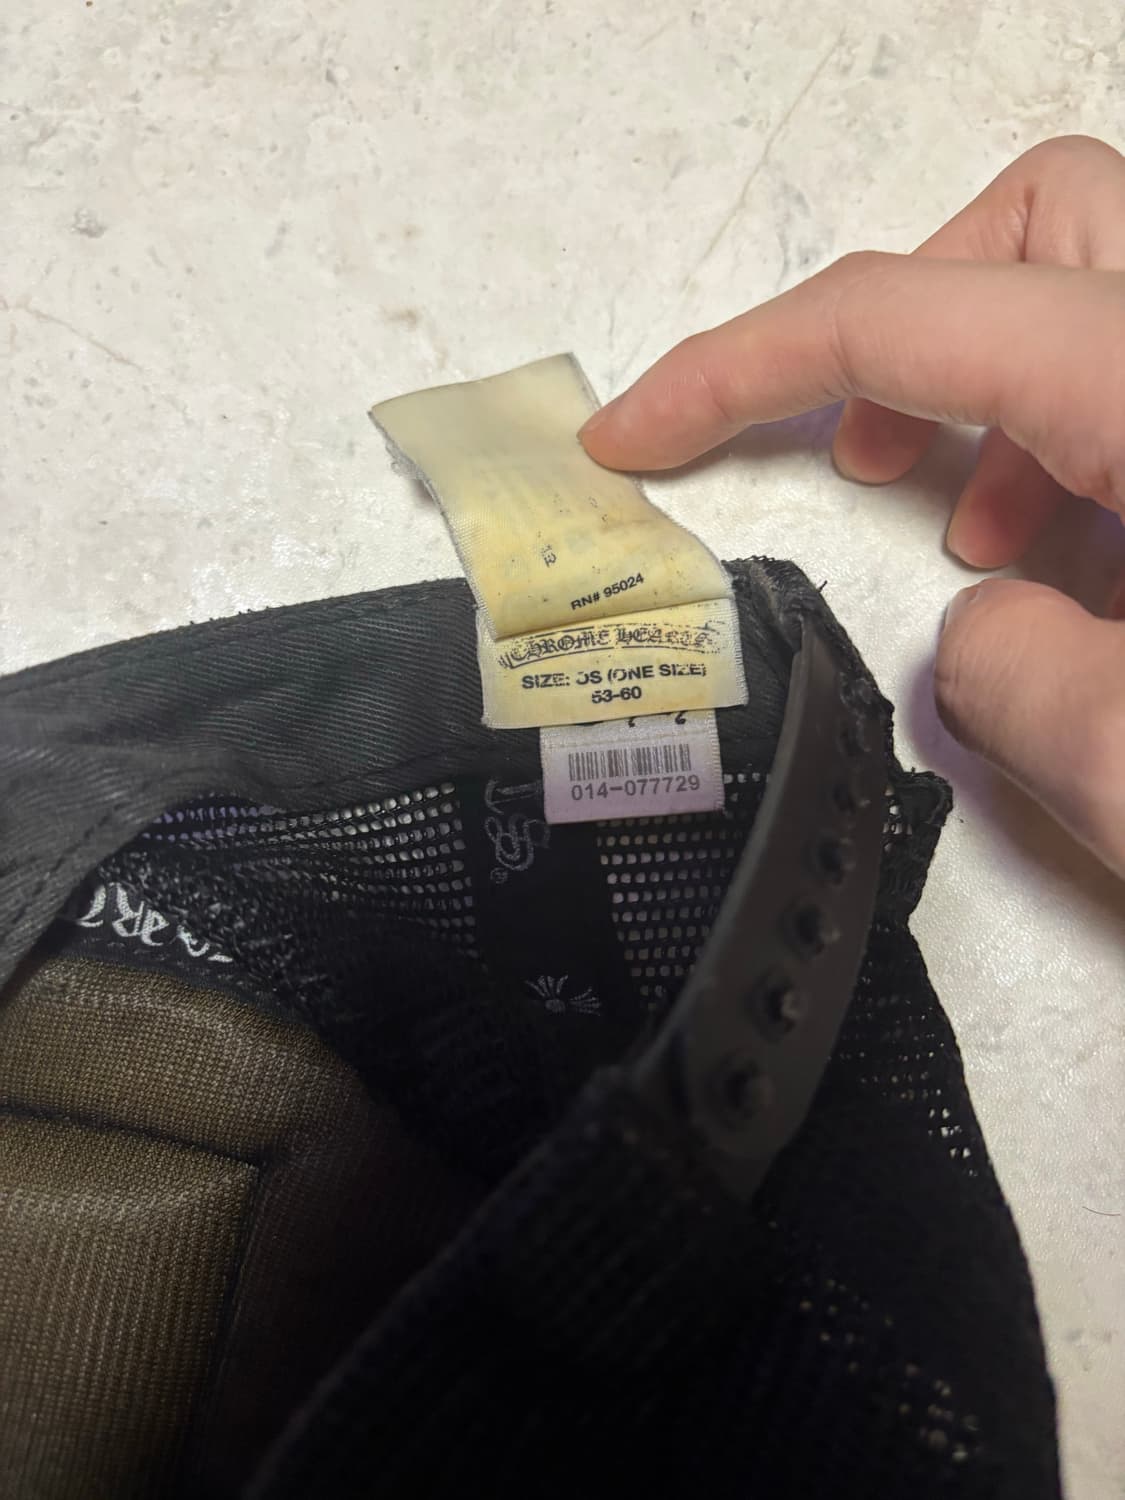 RN# 95024
CHROME HEARTS
SIZE: OS (ONE SIZE)
53-60
014-077729